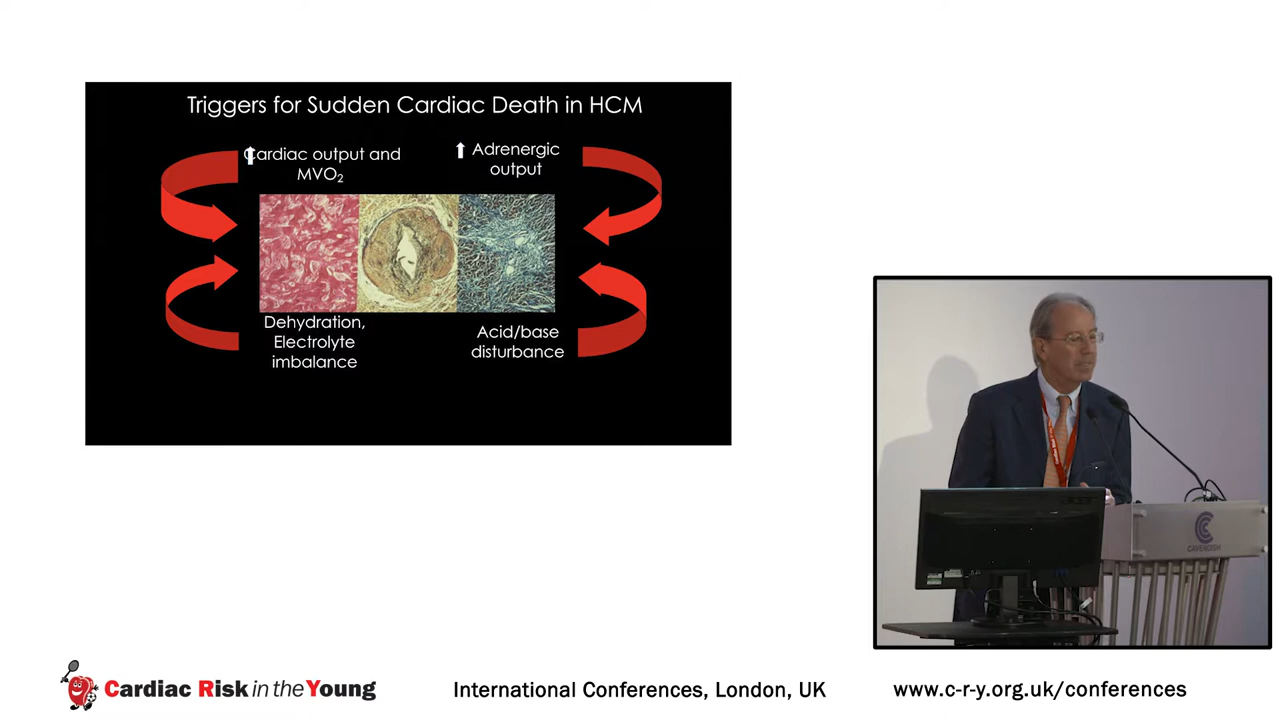 Triggers for Sudden Cardiac Death in HCM
Cardiac output and
MVO₂
Adrenergic
output
Dehydration,
Electrolyte
imbalance
Acid/base
disturbance
CAVENDISH
Cardiac Risk in the Young
International Conferences, London, UK
www.c-r-y.org.uk/conferences